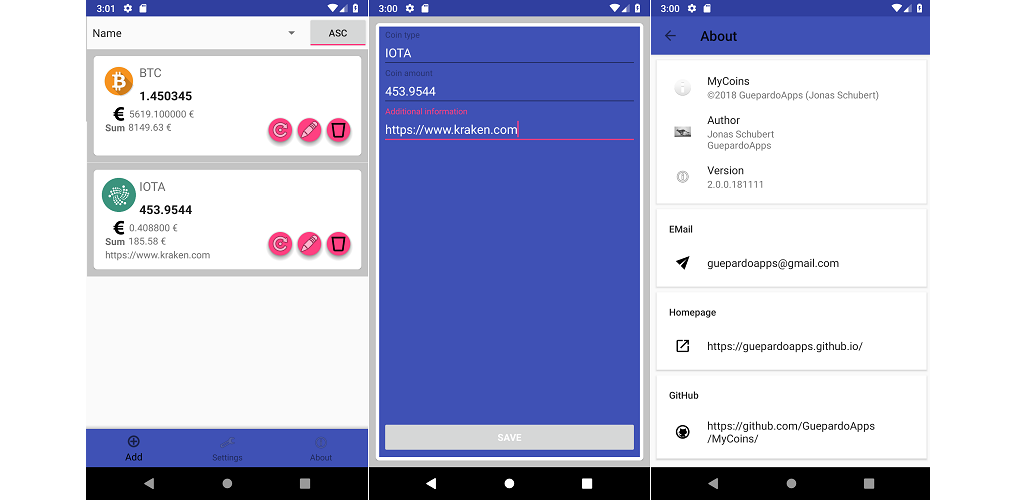 3:01
Name
ASC
BTC
1.450345
€ 5619.100000 €
Sum 8149.63 €
IOTA
453.9544
€ 0.408800 €
Sum 185.58 €
https://www.kraken.com
Add
Settings
About
3:00
Coin type
IOTA
Coin amount
453.9544
Additional information
https://www.kraken.com
SAVE
3:00
About
MyCoins
©2018 GuepardoApps (Jonas Schubert)
Author
Jonas Schubert
GuepardoApps
Version
2.0.0.181111
EMail
guepardoapps@gmail.com
Homepage
https://guepardoapps.github.io/
GitHub
https://github.com/GuepardoApps
/MyCoins/